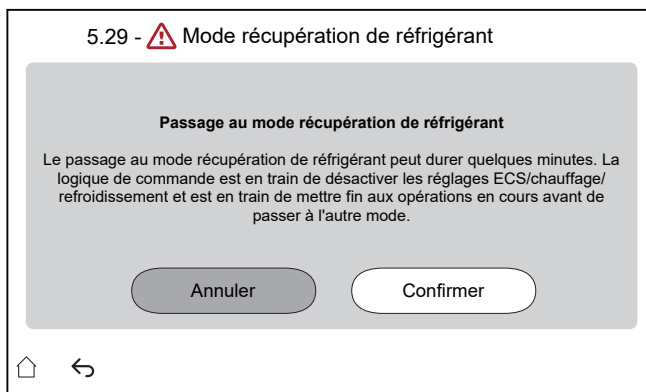 5.29 - Mode récupération de réfrigérant
Passage au mode récupération de réfrigérant
Le passage au mode récupération de réfrigérant peut durer quelques minutes. La
logique de commande est en train de désactiver les réglages ECS/chauffage/
refroidissement et est en train de mettre fin aux opérations en cours avant de
passer à l'autre mode.
Annuler
Confirmer